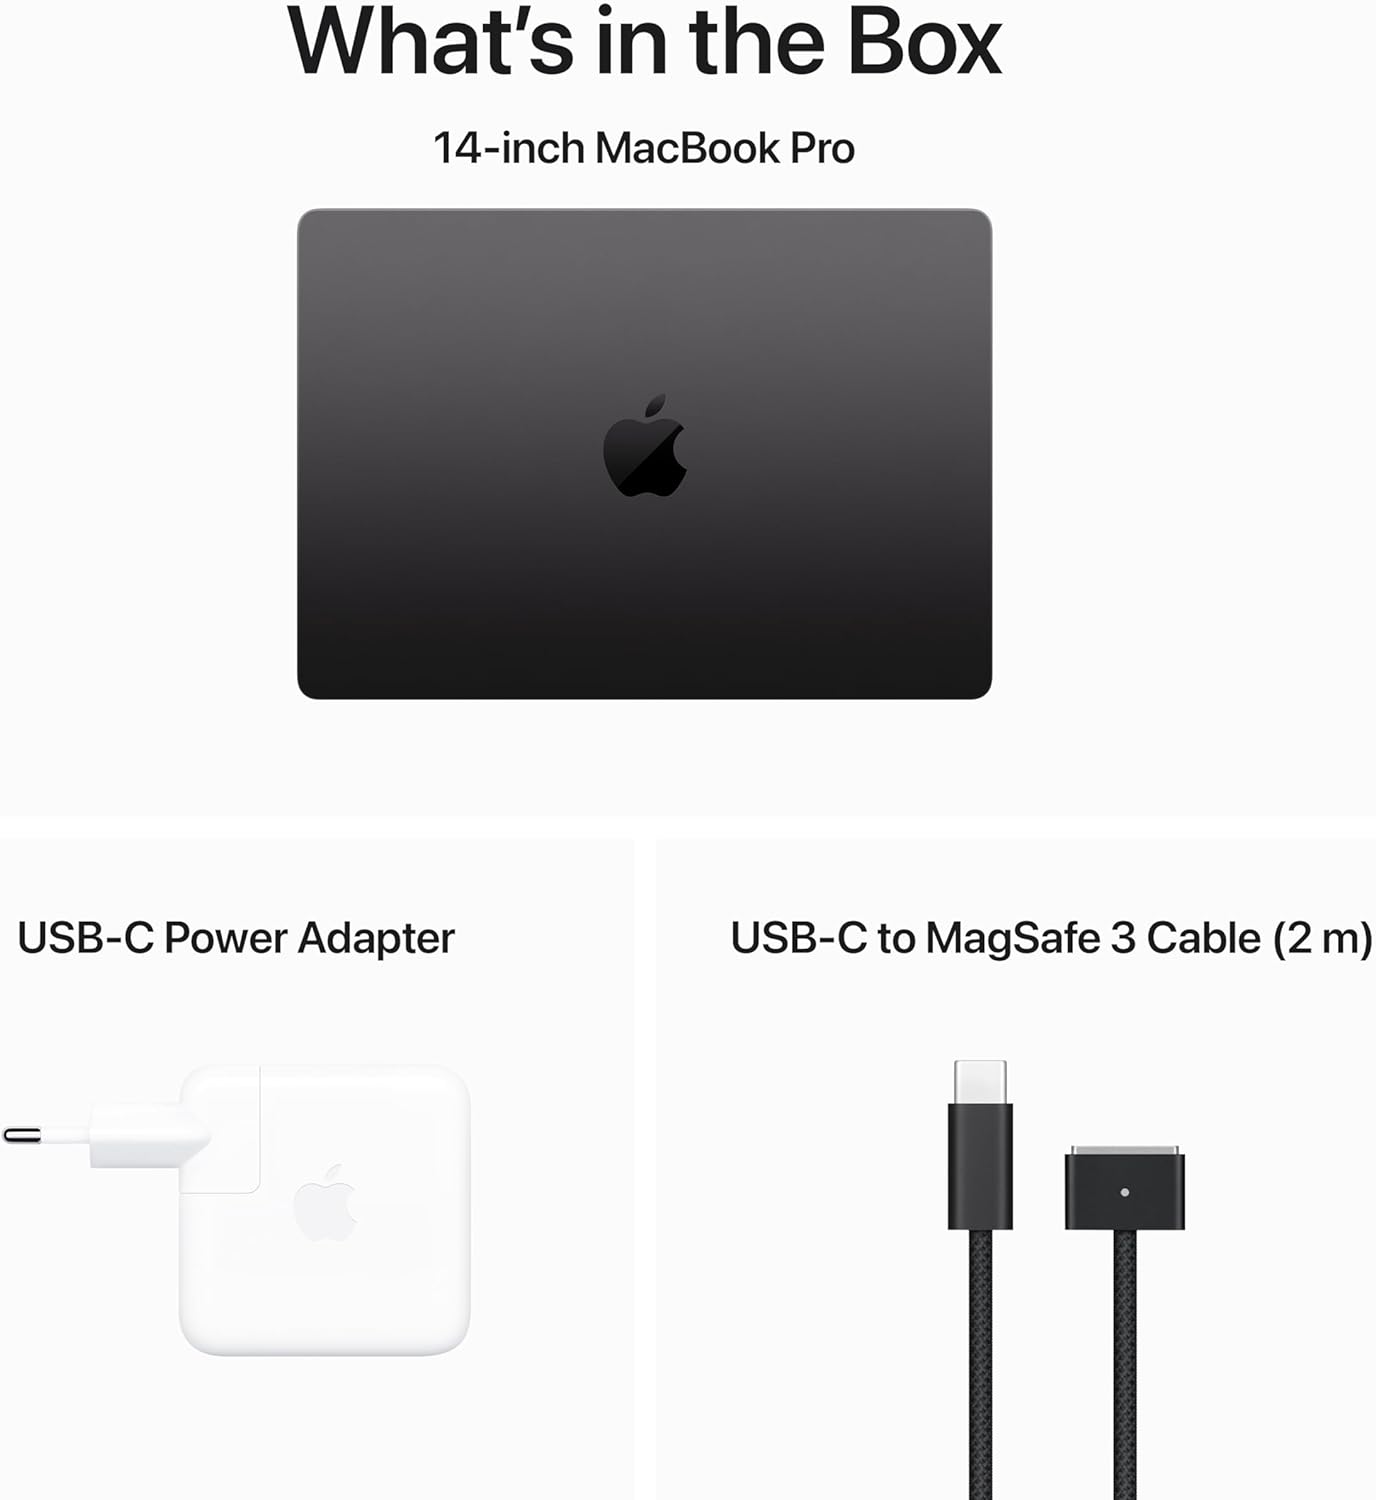 What’s in the Box
14-inch MacBook Pro
USB-C Power Adapter
USB-C to MagSafe 3 Cable (2 m)